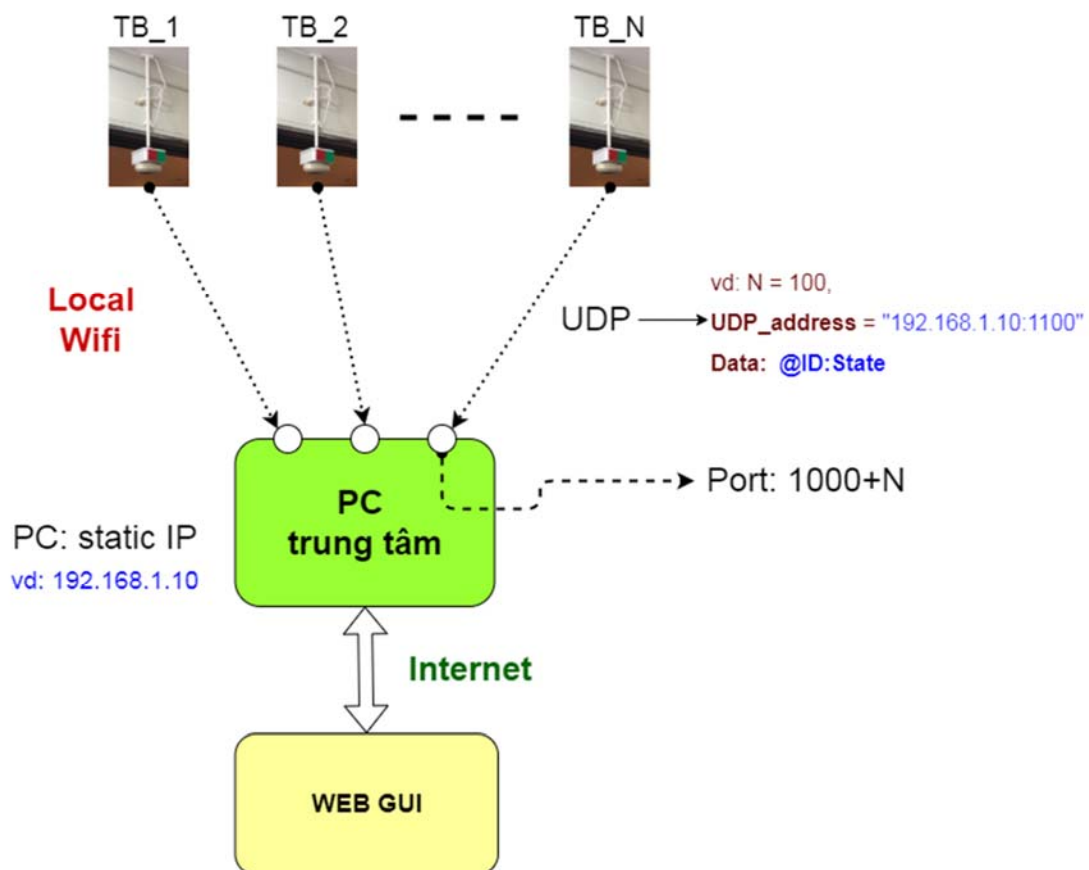 TB_1
TB_2
TB_N
Local
Wifi
UDP
vd: N = 100,
UDP_address = "192.168.1.10:1100"
Data: @ID:State
PC
trung tâm
Port: 1000+N
PC: static IP
vd: 192.168.1.10
Internet
WEB GUI